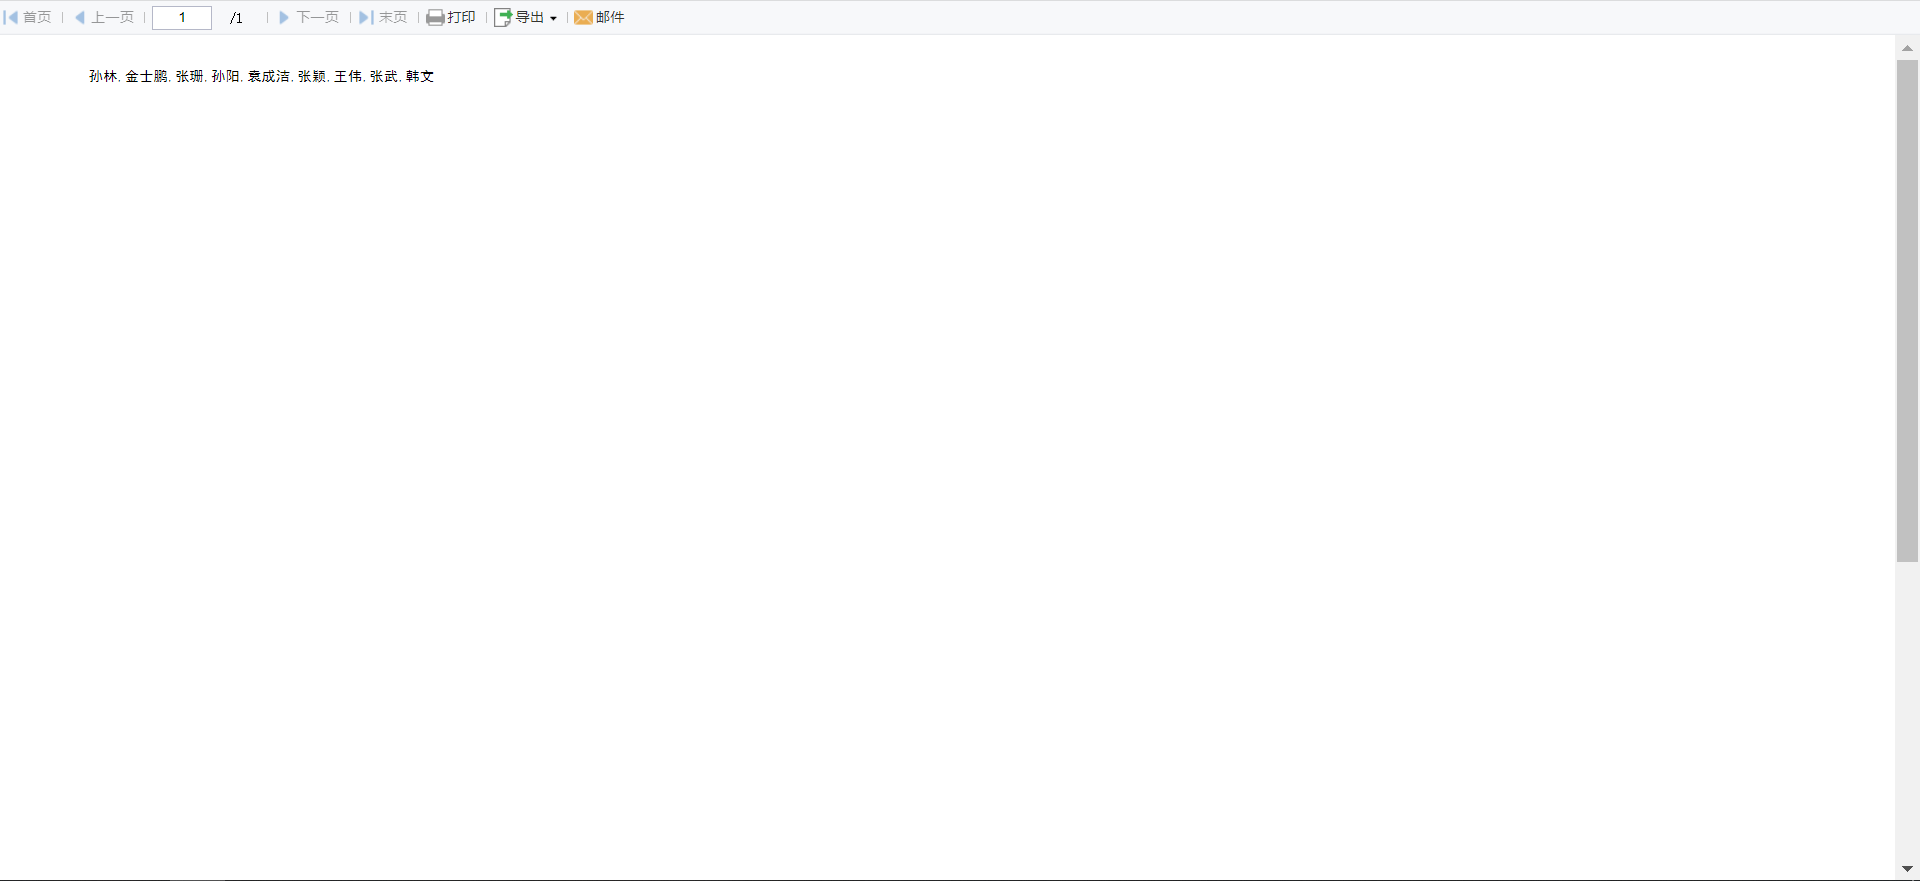 首页 上一页 1 /1 下一页 末页 打印 导出 邮件
孙林,金士鹏,张珊,孙阳,袁成洁,张颖,王伟,张武,韩文